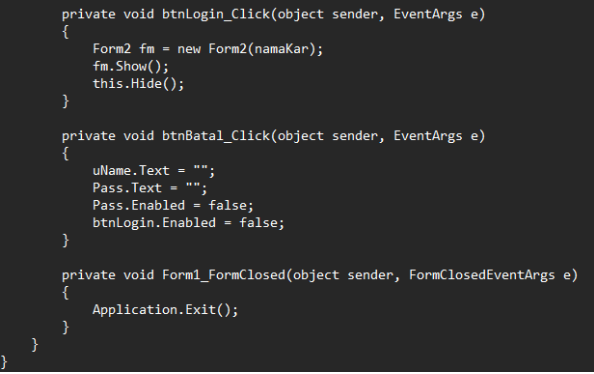 private void btnLogin_Click(object sender, EventArgs e)
{
Form2 fm = new Form2(namaKar);
fm.Show();
this.Hide();
}
private void btnBatal_Click(object sender, EventArgs e)
{
uName.Text = "";
Pass.Text = "";
Pass.Enabled = false;
btnLogin.Enabled = false;
}
private void Form1_FormClosed(object sender, FormClosedEventArgs e)
{
Application.Exit();
}
}
}